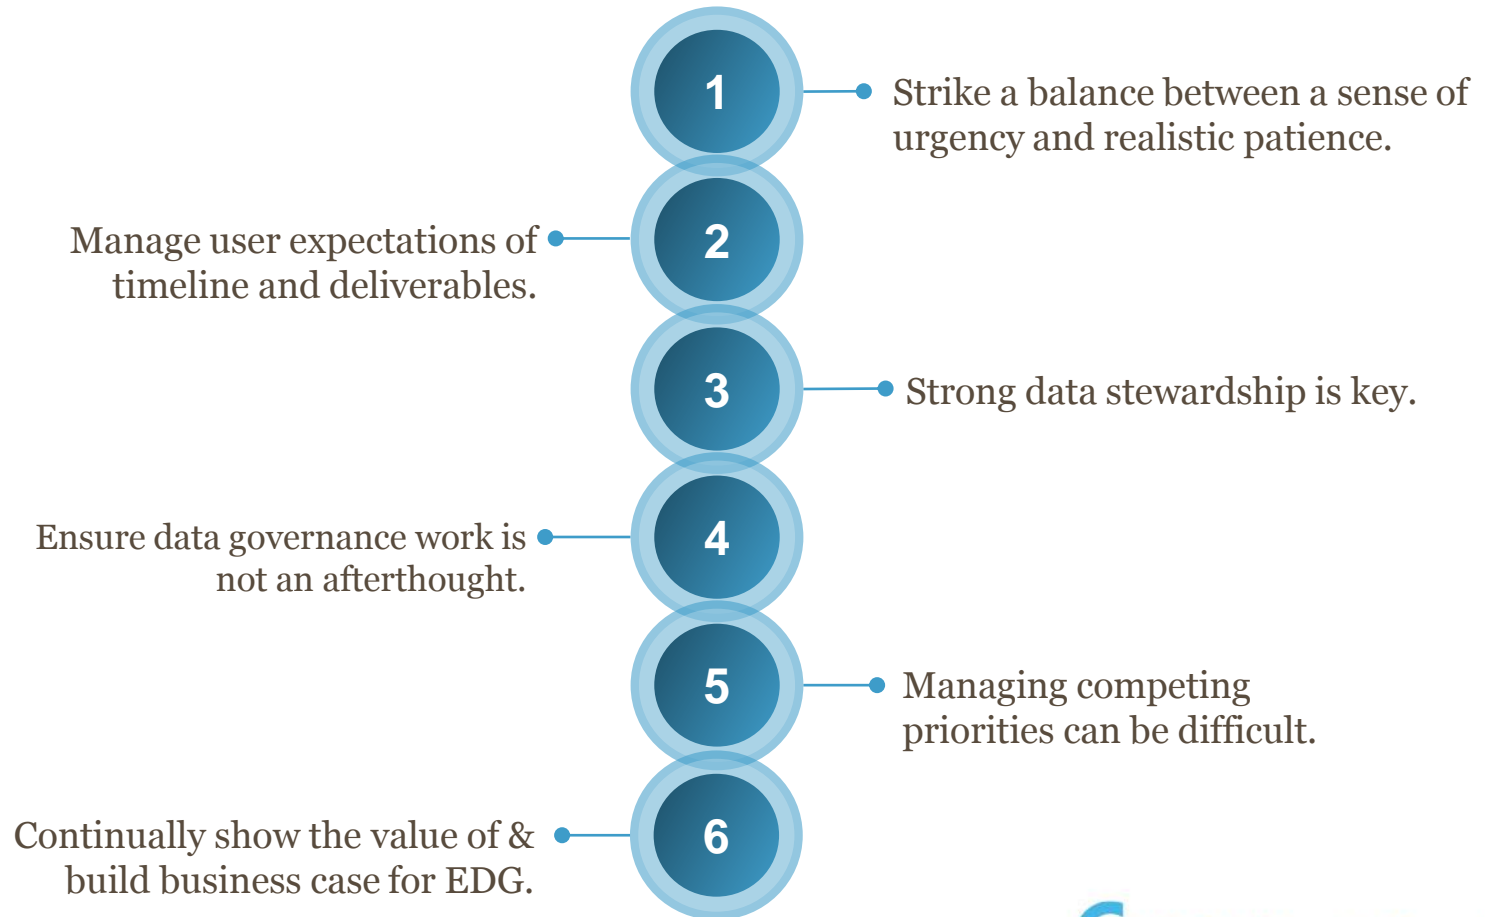 1
Strike a balance between a sense of
urgency and realistic patience.
2
Manage user expectations of
timeline and deliverables.
3
Strong data stewardship is key.
4
Ensure data governance work is
not an afterthought.
5
Managing competing
priorities can be difficult.
6
Continually show the value of &
build business case for EDG.